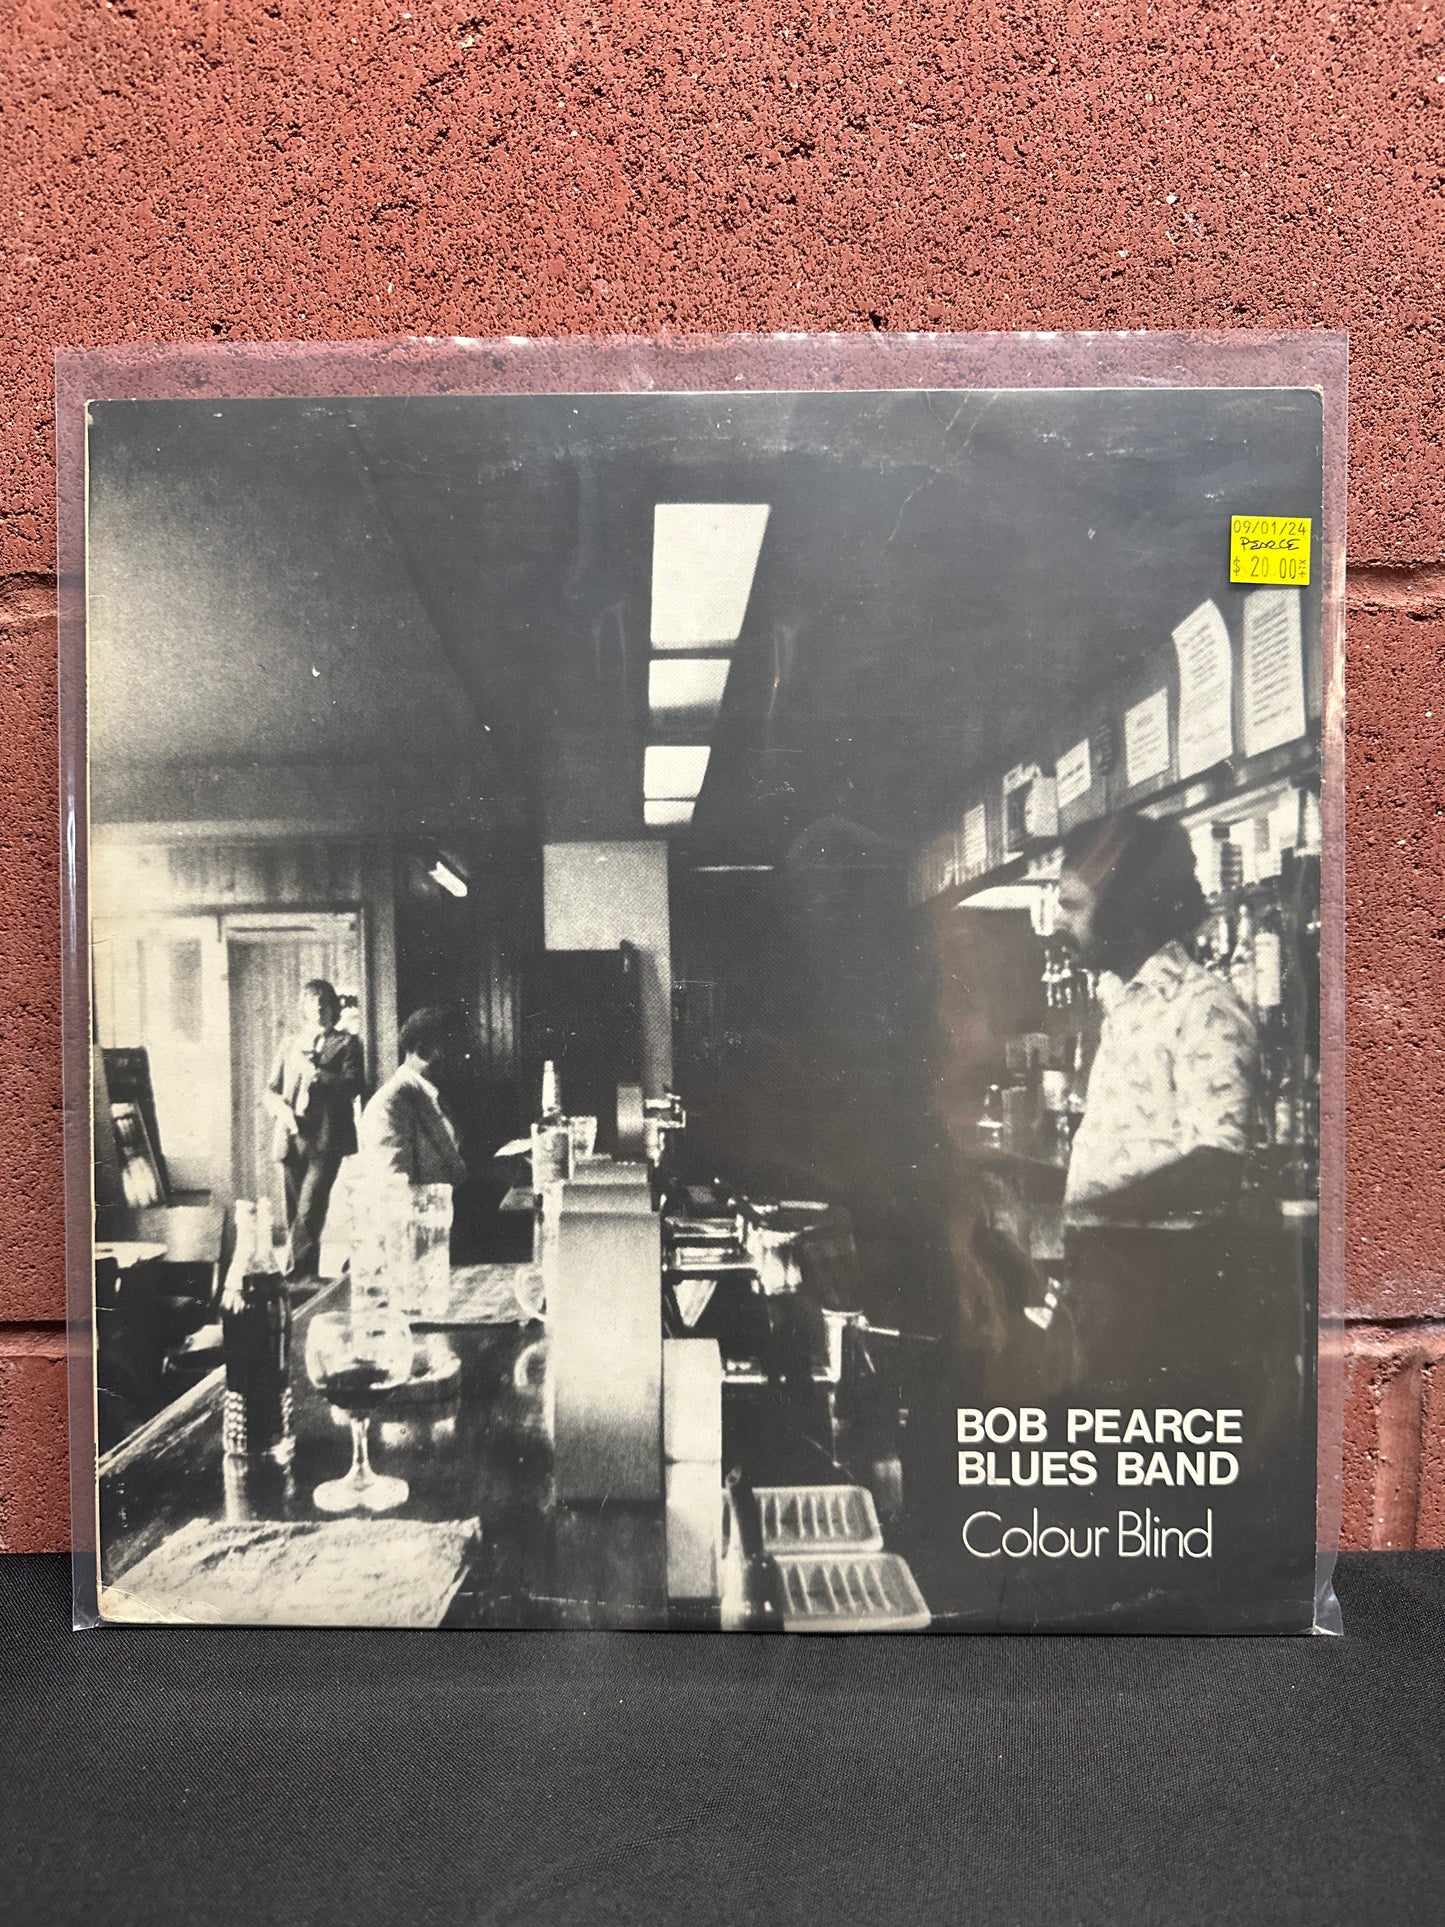 09/01/24
PEARCE
$ 20.00
BOB PEARCE
BLUES BAND
Colour Blind